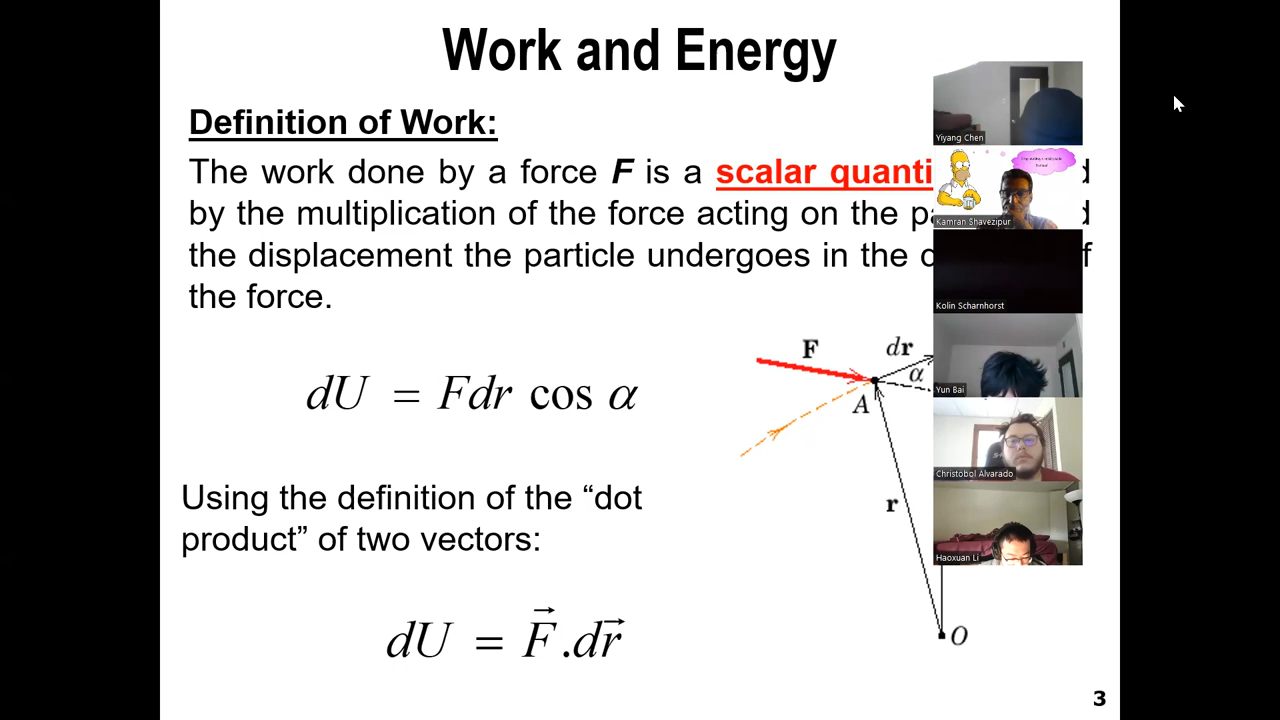 Work and Energy
Definition of Work:
The work done by a force F is a scalar quanti
by the multiplication of the force acting on the pa d
the displacement the particle undergoes in the f
the force.
dU = Fdr cos α
F
dr
α
A
Using the definition of the “dot
product” of two vectors:
r
dU = F⃗.dr⃗
O
3
Yiyang Chen
Kamran Shavezipur
Kolin Scharnhorst
Yun Bai
Christobol Alvarado
Haoxuan Li